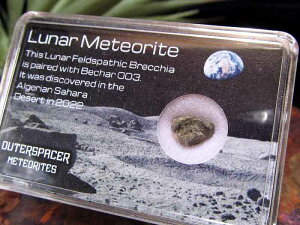 Lunar Meteorite
This Lunar Feldspathic Brecchia
is paired with Bechar 003
It was discovered in the
Algerian Sahara
Desert in 2022
OUTERSPACER
METEORITES